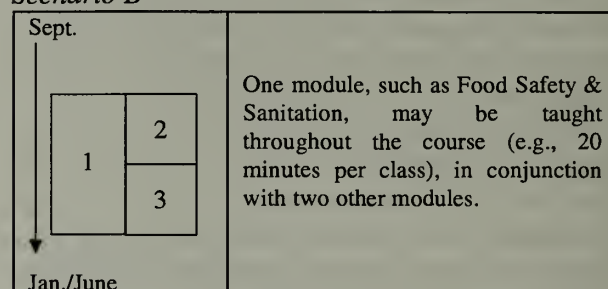 Sept.
1
2
3
Jan./June
One module, such as Food Safety &
Sanitation, may be taught
throughout the course (e.g., 20
minutes per class), in conjunction
with two other modules.